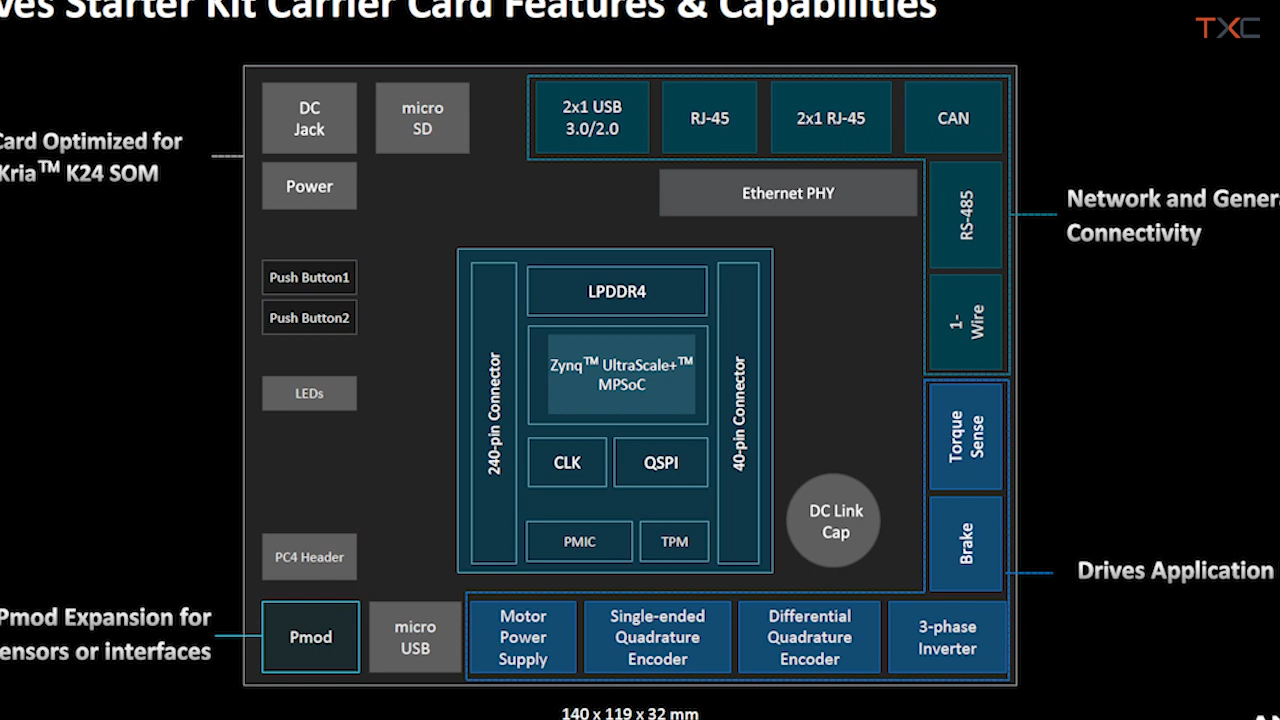 ves Starter Kit Carrier Card Features & Capabilities
TXC
DC
Jack
micro
SD
2x1 USB
3.0/2.0
RJ-45
2x1 RJ-45
CAN
Card Optimized for
Kria™ K24 SOM
Power
Ethernet PHY
RS-485
Network and Gener
Connectivity
Push Button1
Push Button2
LPDDR4
1-
Wire
240-pin Connector
Zynq™ UltraScale+™
MPSoC
40-pin Connector
LEDs
Torque
Sense
CLK
QSPI
DC Link
Cap
PMIC
TPM
Brake
PC4 Header
Drives Application
Pmod Expansion for
ensors or interfaces
Pmod
micro
USB
Motor
Power
Supply
Single-ended
Quadrature
Encoder
Differential
Quadrature
Encoder
3-phase
Inverter
140 x 119 x 32 mm